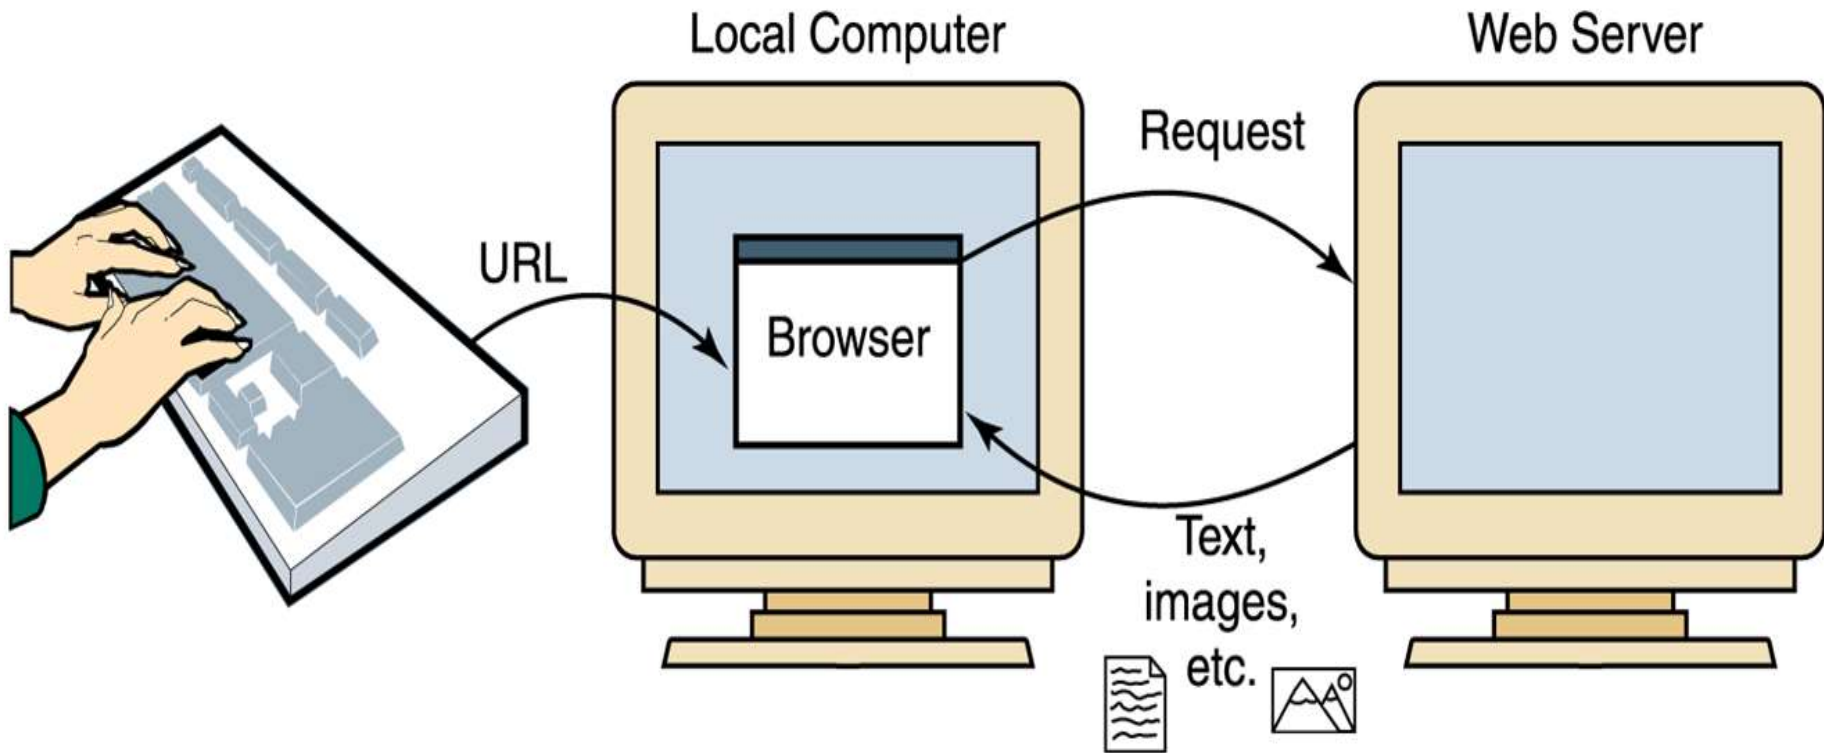 Local Computer
Web Server
Request
URL
Browser
Text,
images,
etc.